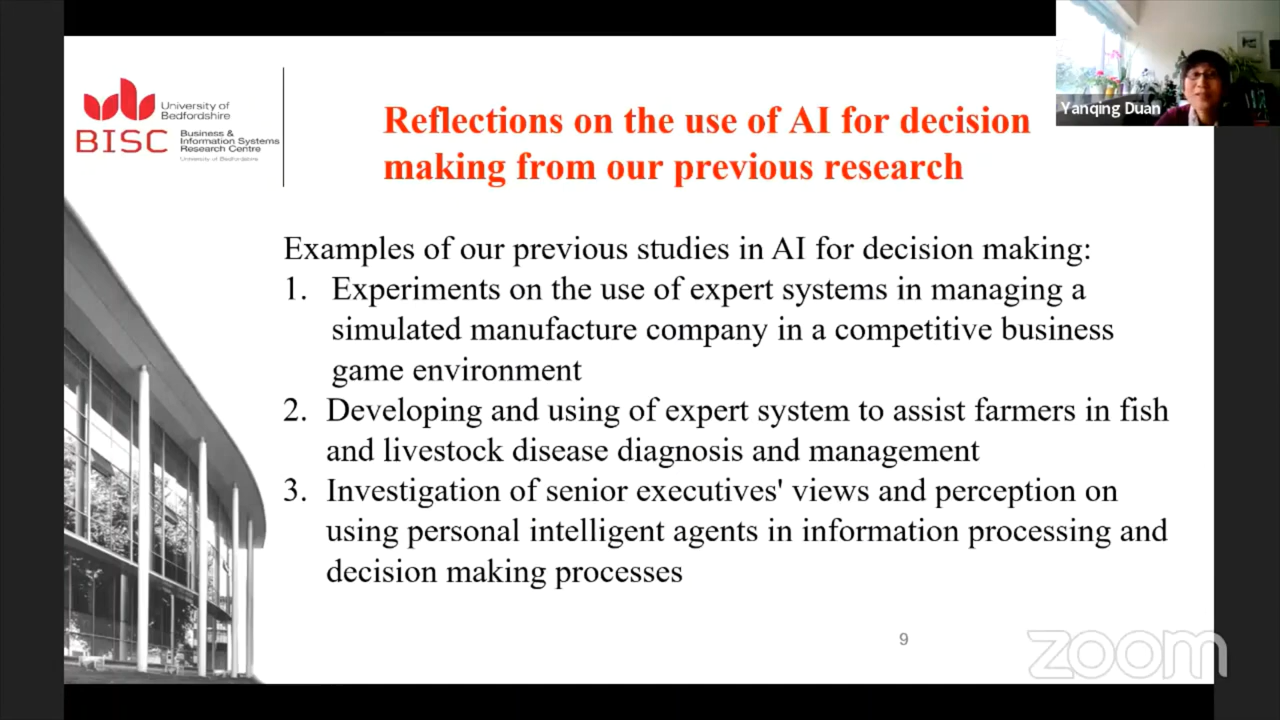 University of
Bedfordshire
BISC
Business &
Information Systems
Research Centre
University of Bedfordshire
Yanqing Duan
Reflections on the use of AI for decision
making from our previous research
Examples of our previous studies in AI for decision making:
1. Experiments on the use of expert systems in managing a
simulated manufacture company in a competitive business
game environment
2. Developing and using of expert system to assist farmers in fish
and livestock disease diagnosis and management
3. Investigation of senior executives' views and perception on
using personal intelligent agents in information processing and
decision making processes
9
zoom